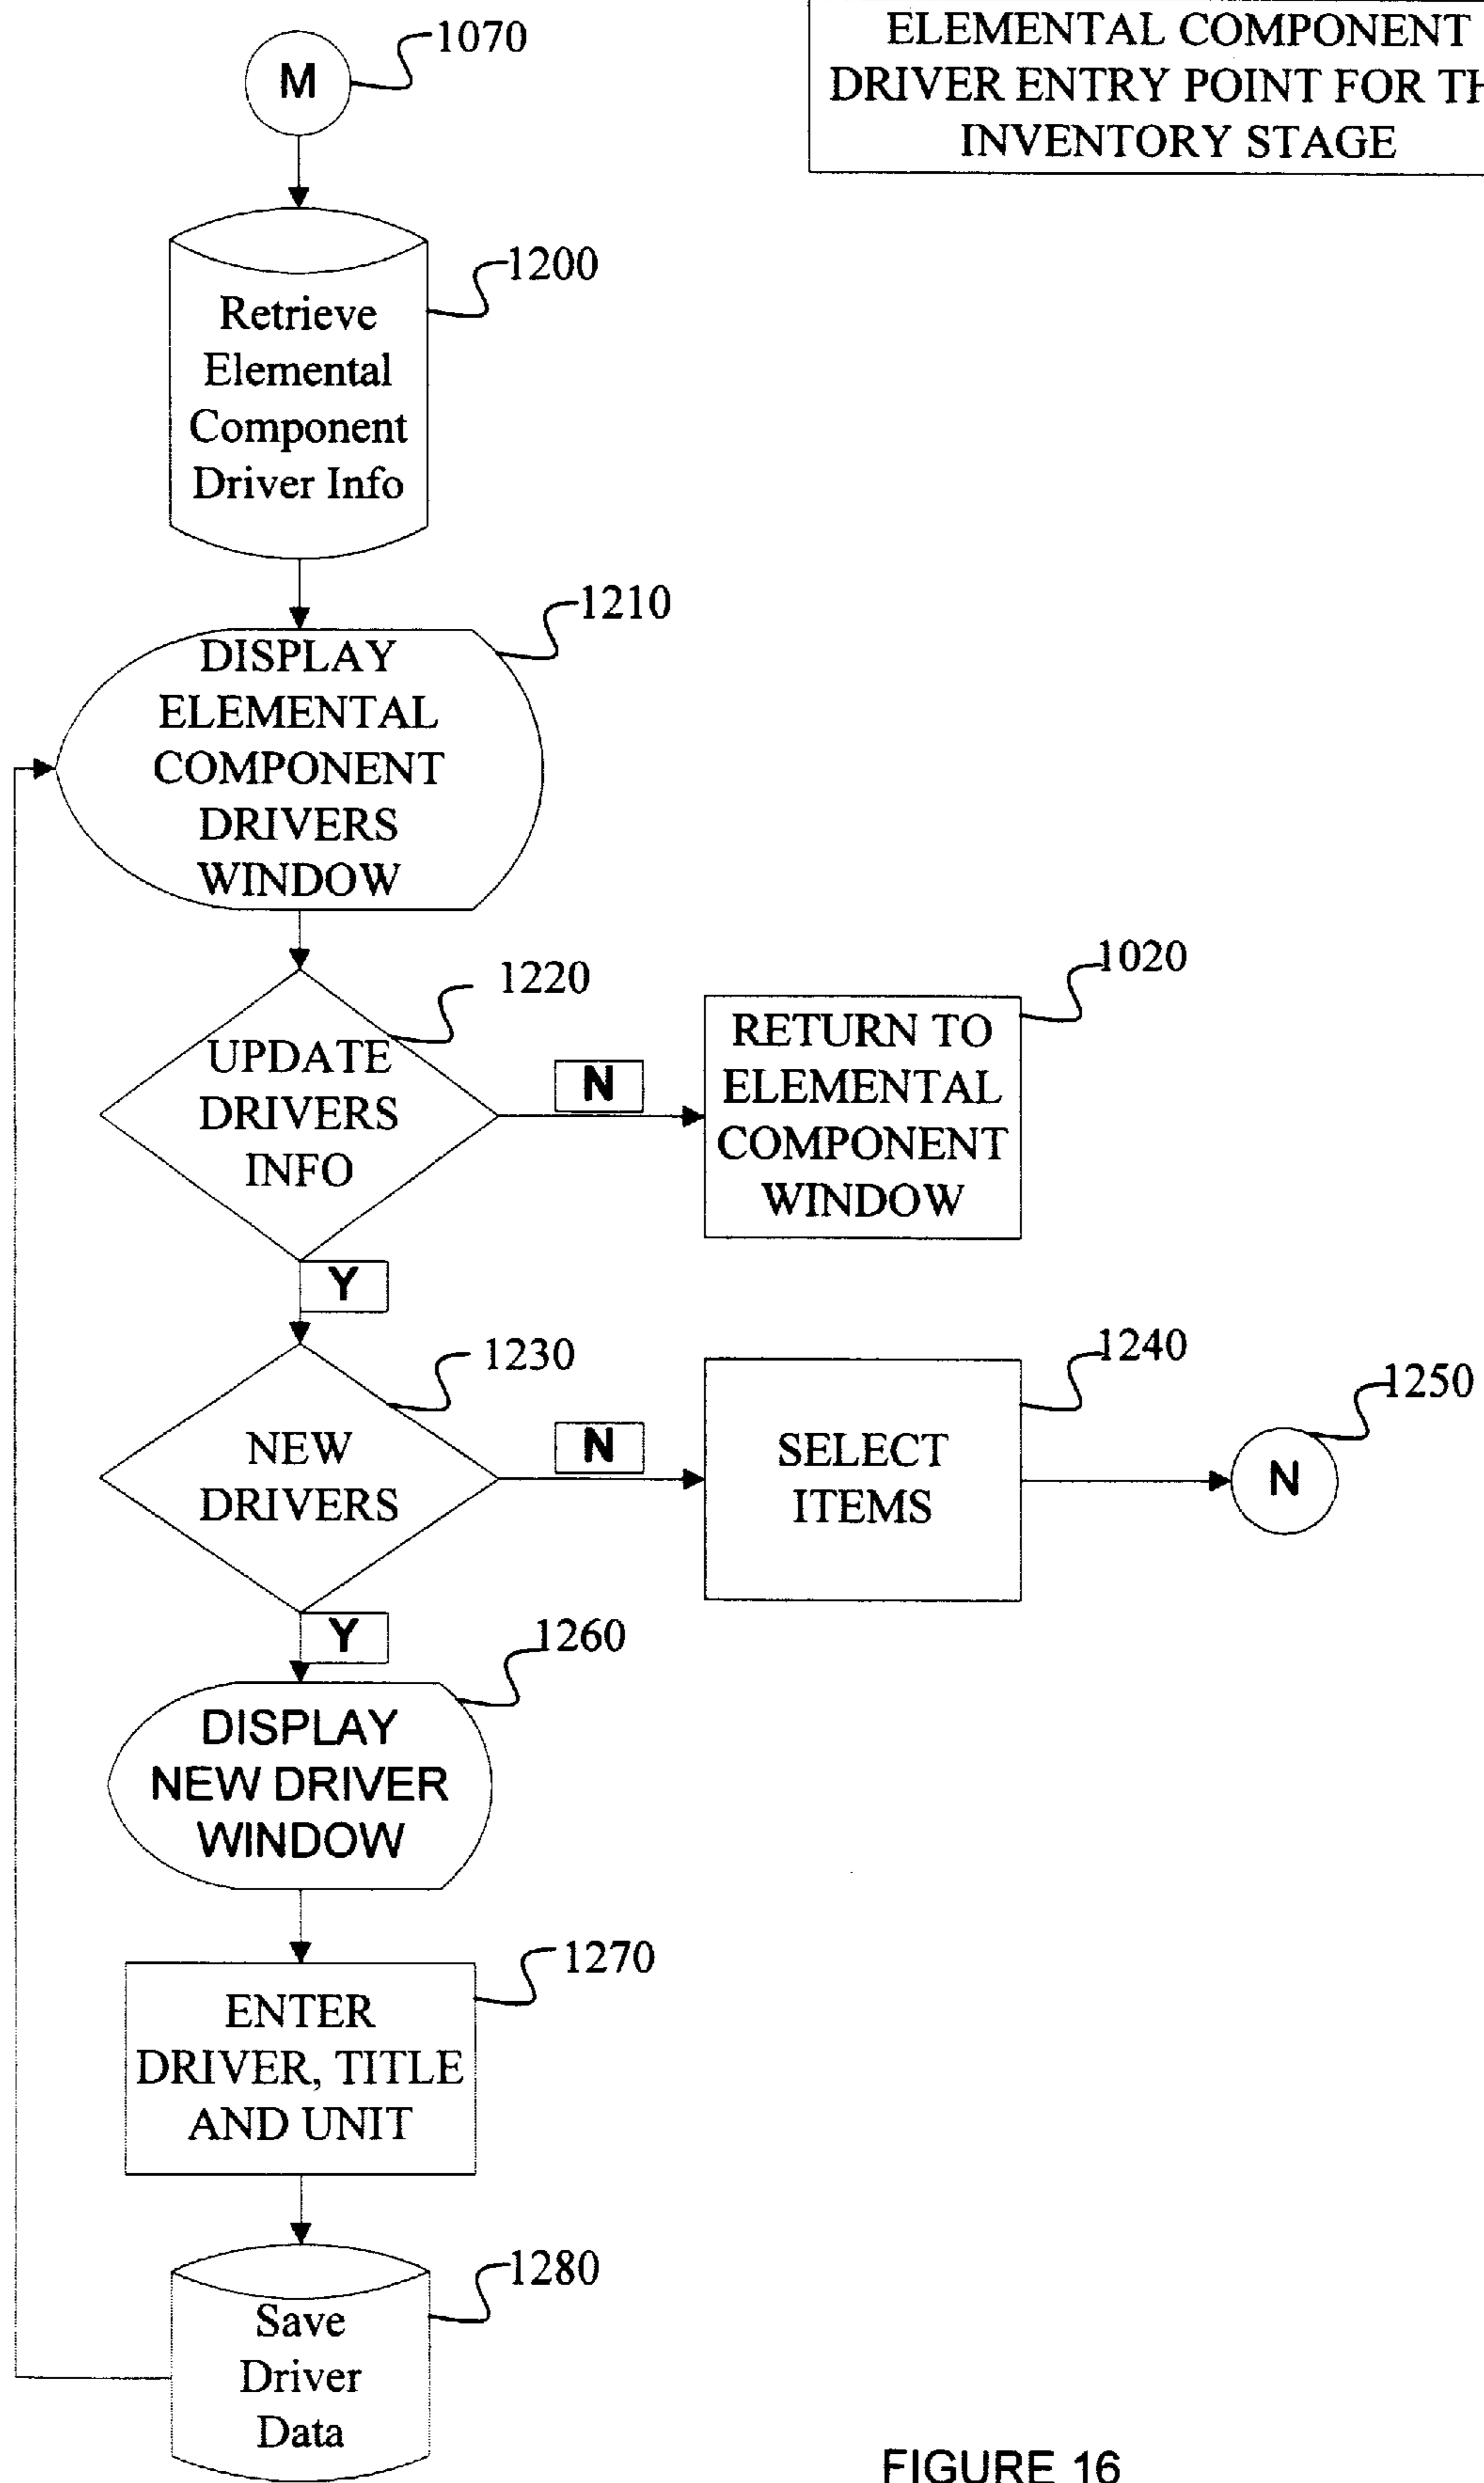 ELEMENTAL COMPONENT
DRIVER ENTRY POINT FOR
INVENTORY STAGE
M
1070
1200
Retrieve
Elemental
Component
Driver Info
1210
DISPLAY
ELEMENTAL
COMPONENT
DRIVERS
WINDOW
1220
UPDATE
DRIVERS
INFO
N
1020
RETURN TO
ELEMENTAL
COMPONENT
WINDOW
Y
1230
NEW
DRIVERS
N
1240
SELECT
ITEMS
1250
N
Y
1260
DISPLAY
NEW DRIVER
WINDOW
1270
ENTER
DRIVER, TITLE
AND UNIT
1280
Save
Driver
Data
FIGURE 16